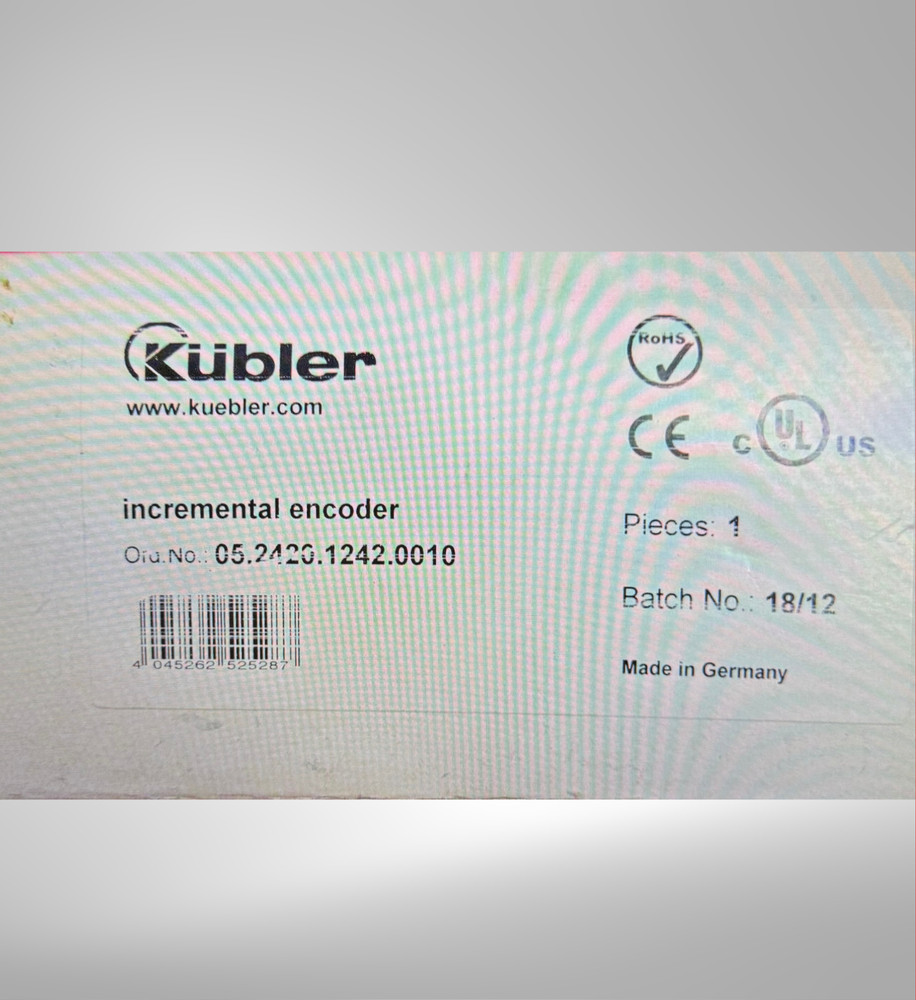 Kübler
www.kuebler.com
incremental encoder
Ord.No.: 05.2420.1242.0010
4 045262 525287
RoHS
CE c UL US
Pieces: 1
Batch No.: 18/12
Made in Germany